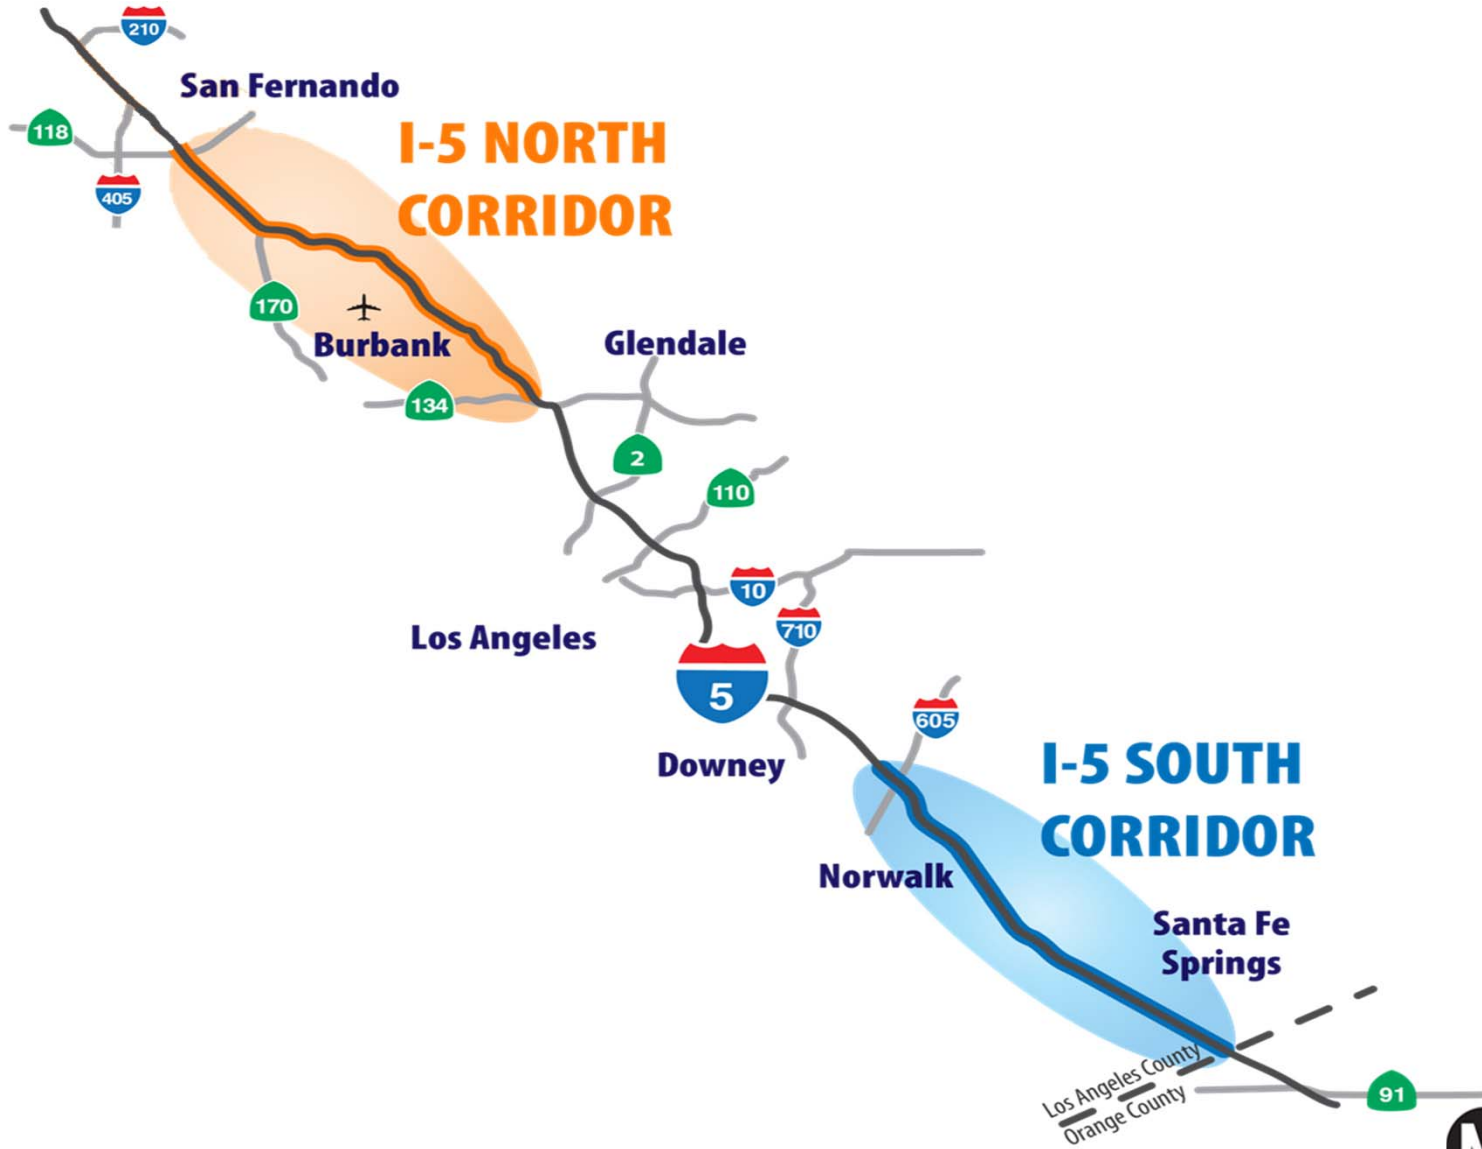 210
San Fernando
118
I-5 NORTH
CORRIDOR
405
170
Burbank
Glendale
134
2
110
10
710
Los Angeles
5
605
Downey
I-5 SOUTH
CORRIDOR
Norwalk
Santa Fe
Springs
Los Angeles County
Orange County
91